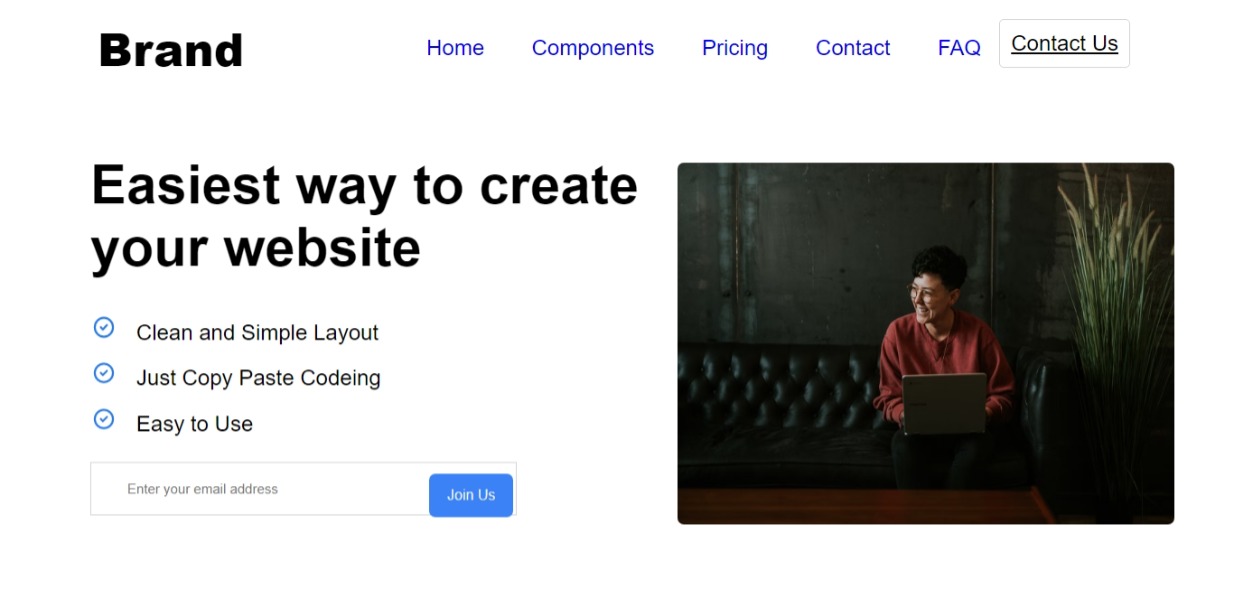 Brand
Home Components Pricing Contact FAQ Contact Us
Easiest way to create
your website
Clean and Simple Layout
Just Copy Paste Codeing
Easy to Use
Enter your email address Join Us